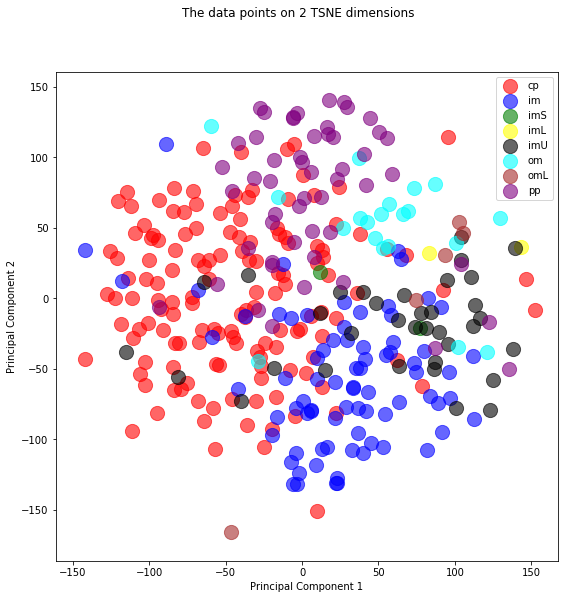 The data points on 2 TSNE dimensions
cp
im
imS
imL
imU
om
omL
pp
150
100
50
0
−50
−100
−150
Principal Component 2
−150
−100
−50
0
50
100
150
Principal Component 1